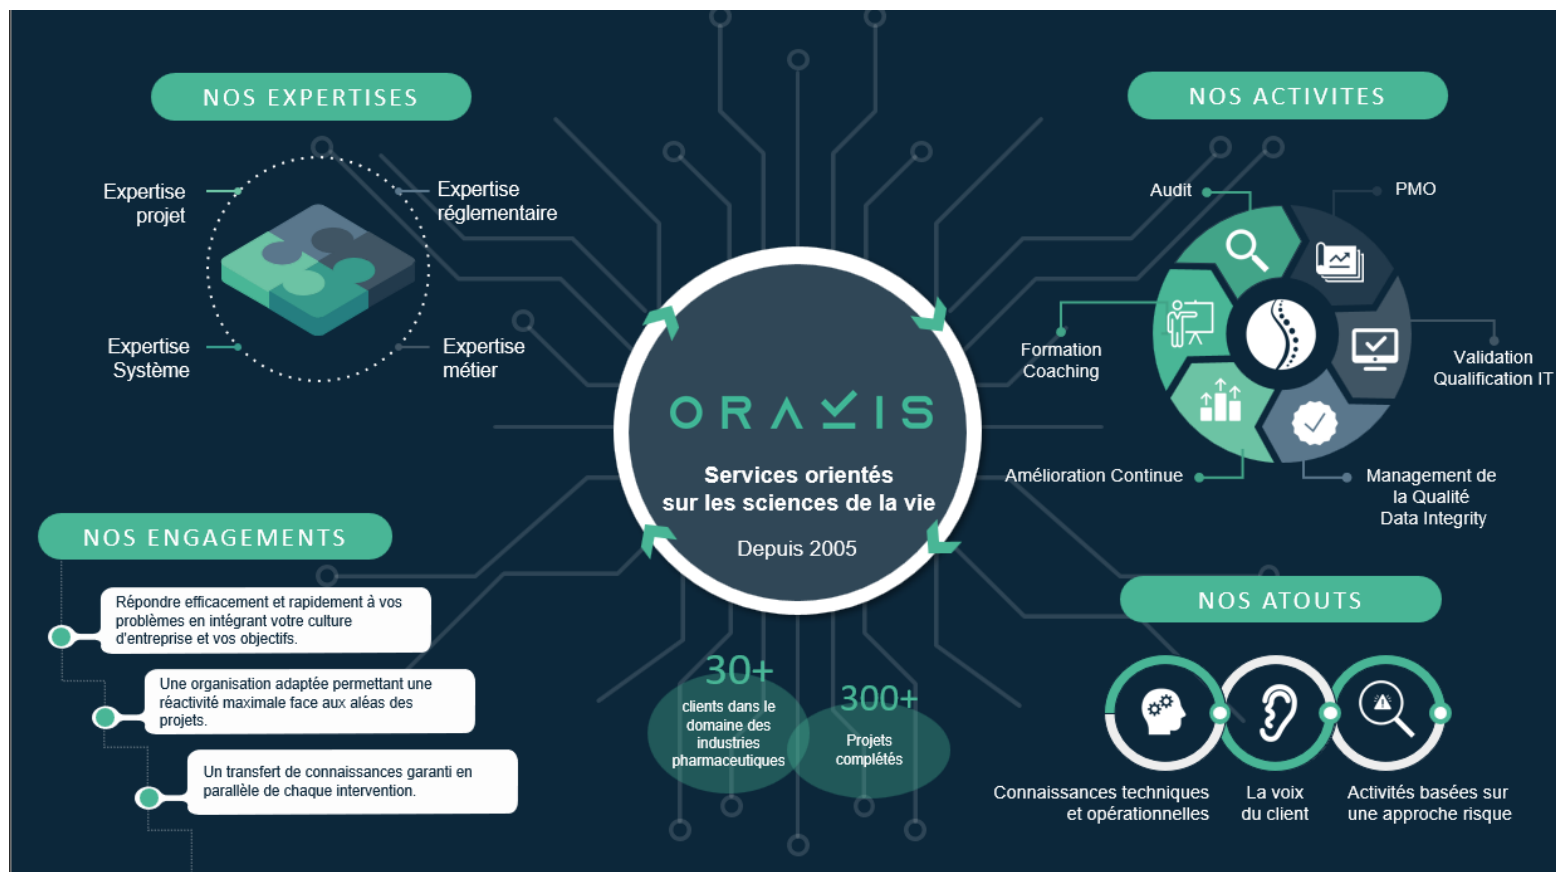 NOS EXPERTISES
Expertise
projet
Expertise
réglementaire
Expertise
Système
Expertise
métier
NOS ACTIVITES
Audit
PMO
Formation
Coaching
Validation
Qualification IT
Amélioration Continue
Management de
la Qualité
Data Integrity
ORAXIS
Services orientés
sur les sciences de la vie
Depuis 2005
30+
clients dans le
domaine des
industries
pharmaceutiques
300+
Projets
complétés
NOS ENGAGEMENTS
Répondre efficacement et rapidement à vos
problèmes en intégrant votre culture
d'entreprise et vos objectifs.
Une organisation adaptée permettant une
réactivité maximale face aux aléas des
projets.
Un transfert de connaissances garanti en
parallèle de chaque intervention.
NOS ATOUTS
Connaissances techniques
et opérationnelles
La voix
du client
Activités basées sur
une approche risque